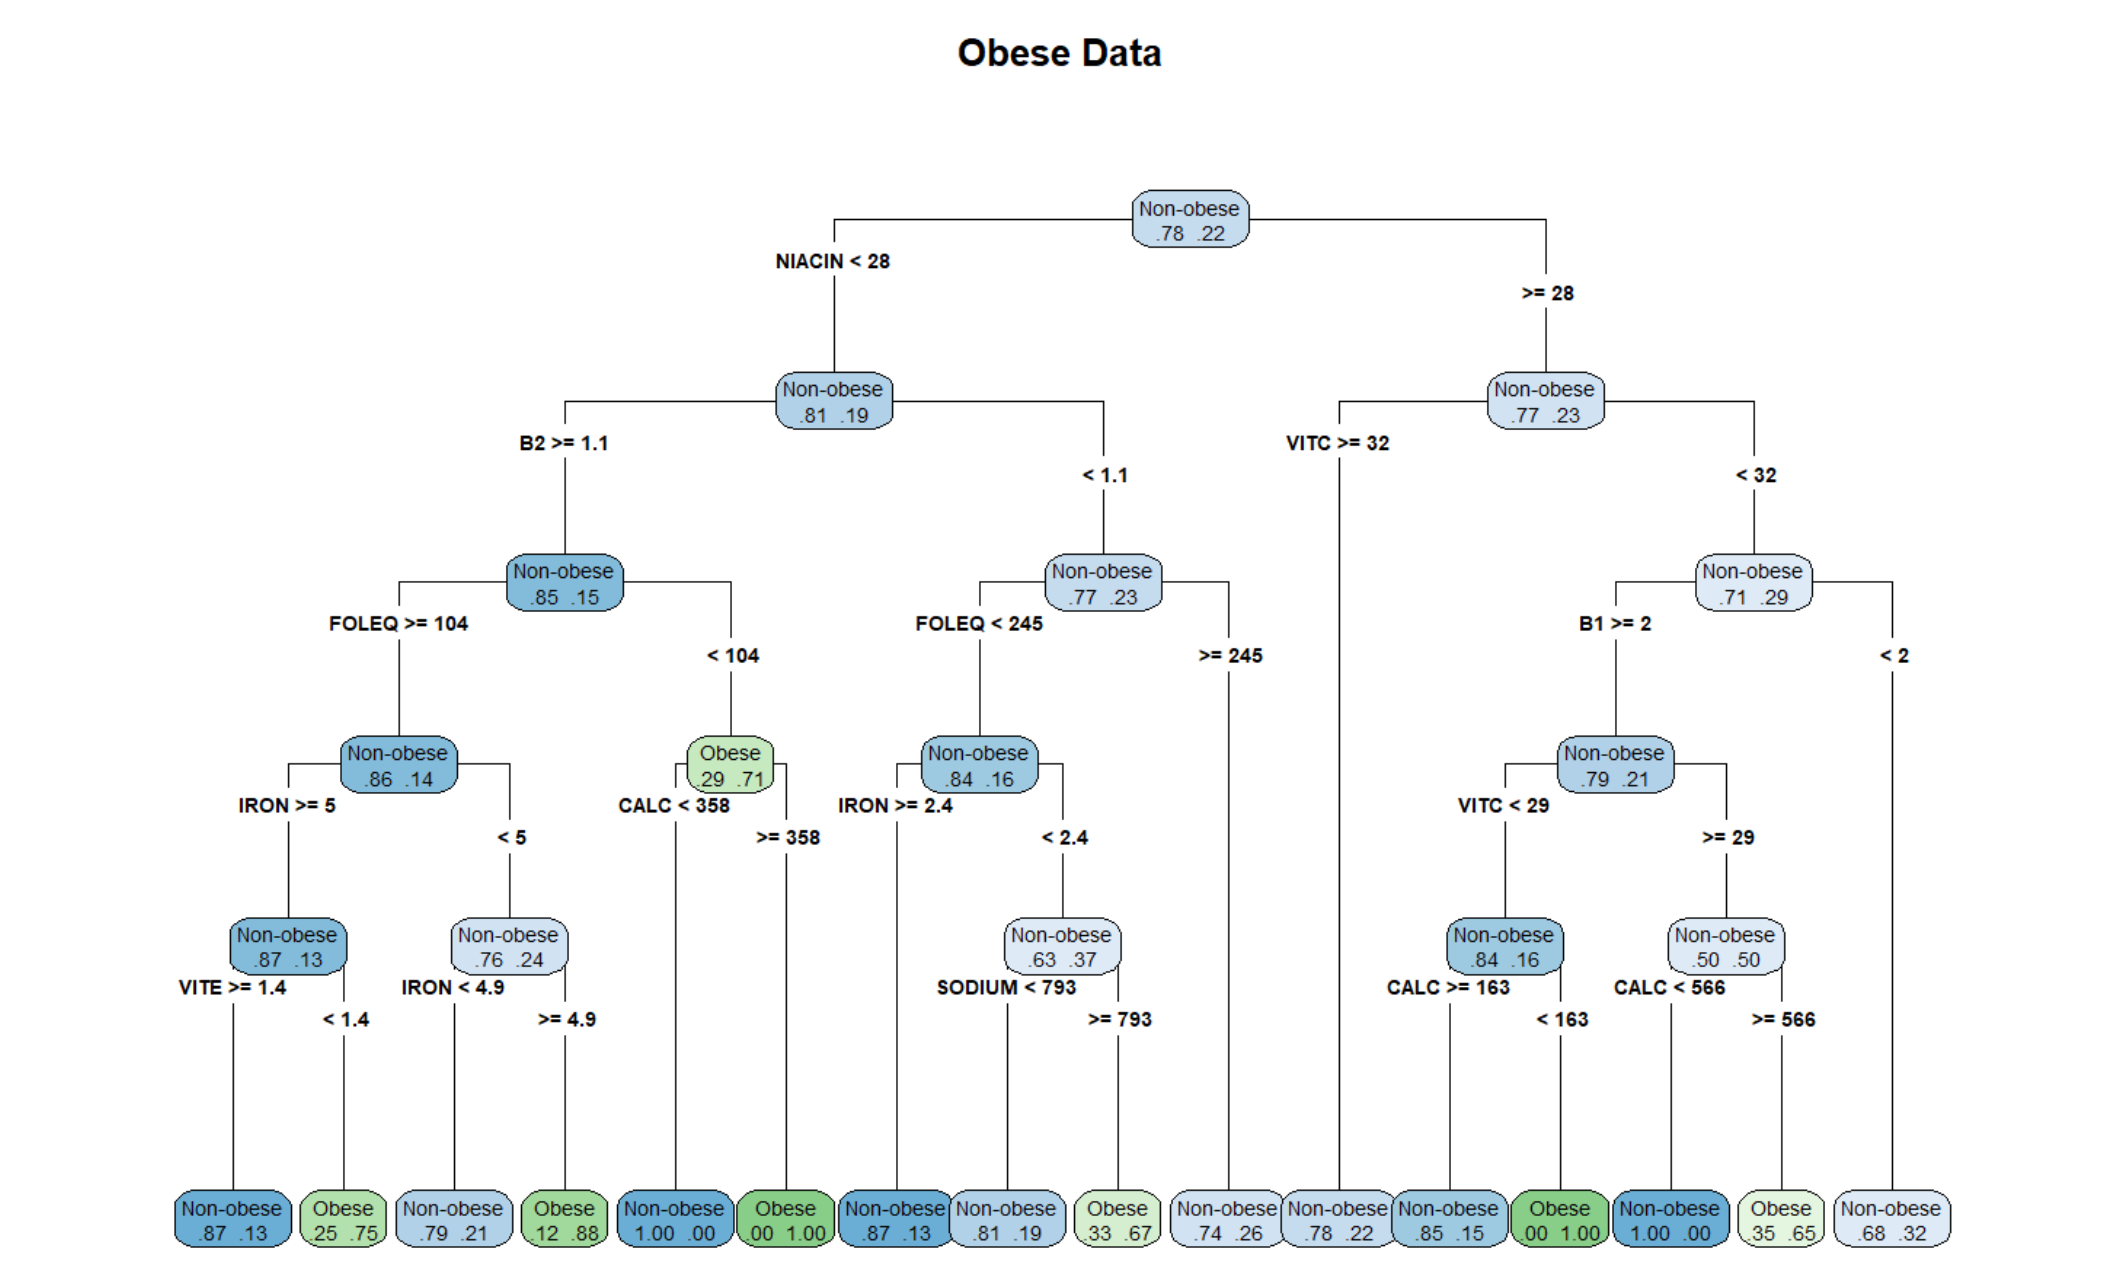 Obese Data
Non-obese
.78 .22
NIACIN < 28
>= 28
Non-obese
.81 .19
Non-obese
.77 .23
B2 >= 1.1
< 1.1
VITC >= 32
< 32
Non-obese
.85 .15
Non-obese
.77 .23
Non-obese
.71 .29
FOLEQ >= 104
< 104
FOLEQ < 245
>= 245
B1 >= 2
< 2
Non-obese
.86 .14
Obese
.29 .71
Non-obese
.84 .16
Non-obese
.79 .21
IRON >= 5
< 5
CALC < 358
>= 358
IRON >= 2.4
< 2.4
VITC < 29
>= 29
Non-obese
.87 .13
Non-obese
.76 .24
Non-obese
.63 .37
Non-obese
.84 .16
Non-obese
.50 .50
VITE >= 1.4
< 1.4
IRON < 4.9
>= 4.9
SODIUM < 793
>= 793
CALC >= 163
< 163
CALC < 566
>= 566
Non-obese
.87 .13
Obese
.25 .75
Non-obese
.79 .21
Obese
.12 .88
Non-obese
1.00 .00
Obese
.00 1.00
Non-obese
.87 .13
Non-obese
.81 .19
Obese
.33 .67
Non-obese
.74 .26
Non-obese
.78 .22
Non-obese
.85 .15
Obese
.00 1.00
Non-obese
1.00 .00
Obese
.35 .65
Non-obese
.68 .32